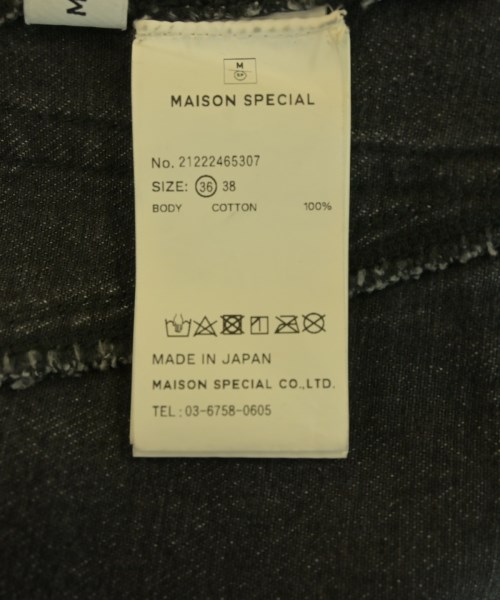 M
M
SP
MAISON SPECIAL
No. 21222465307
SIZE: 36 38
BODY COTTON 100%
MADE IN JAPAN
MAISON SPECIAL CO.,LTD.
TEL : 03-6758-0605